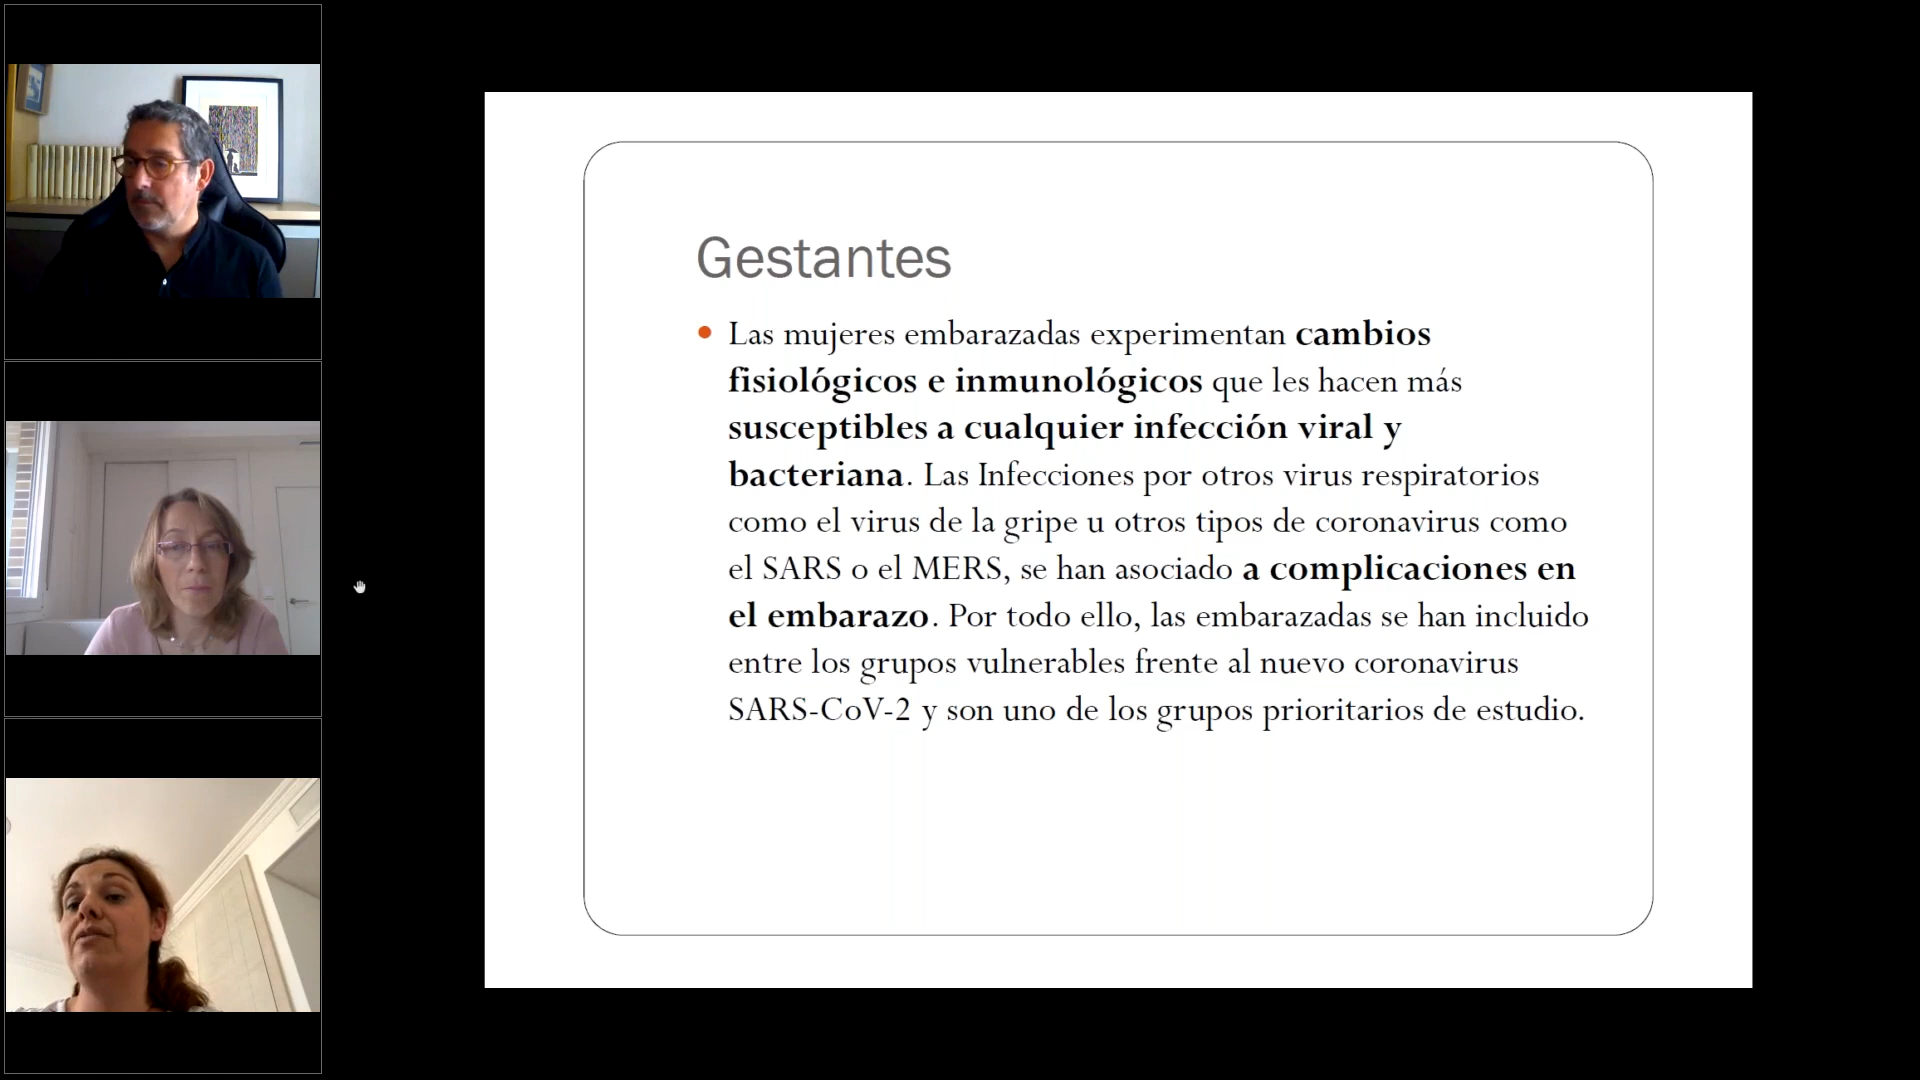 Gestantes
• Las mujeres embarazadas experimentan cambios
fisiológicos e inmunológicos que les hacen más
susceptibles a cualquier infección viral y
bacteriana. Las Infecciones por otros virus respiratorios
como el virus de la gripe u otros tipos de coronavirus como
el SARS o el MERS, se han asociado a complicaciones en
el embarazo. Por todo ello, las embarazadas se han incluido
entre los grupos vulnerables frente al nuevo coronavirus
SARS-CoV-2 y son uno de los grupos prioritarios de estudio.